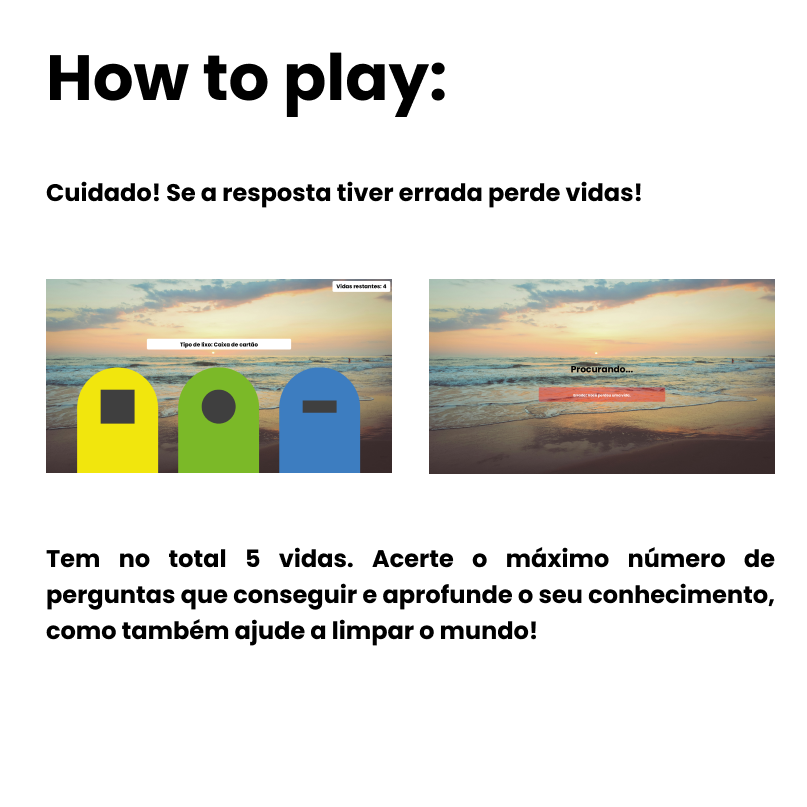 How to play:
Cuidado! Se a resposta tiver errada perde vidas!
Vidas restantes: 4
Tipo de lixo: Caixa de cartão
Procurando...
Tem no total 5 vidas. Acerte o máximo número de
perguntas que conseguir e aprofunde o seu conhecimento,
como também ajude a limpar o mundo!